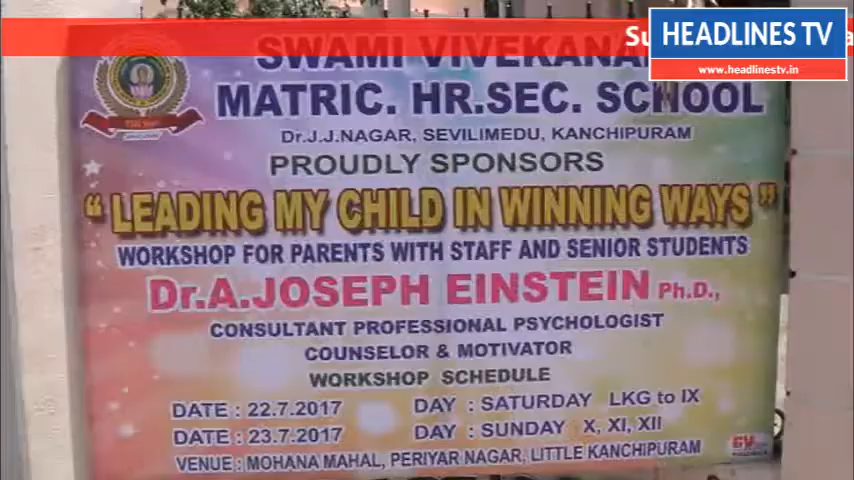 HEADLINES TV
www.headlinestv.in
SWAMI
MATRIC. HR.SEC. SCHOOL
Dr.J.J.NAGAR, SEVILIMEDU, KANCHIPURAM
PROUDLY SPONSORS
“ LEADING MY CHILD IN WINNING WAYS ”
WORKSHOP FOR PARENTS WITH STAFF AND SENIOR STUDENTS
Dr.A.JOSEPH EINSTEIN Ph.D.,
CONSULTANT PROFESSIONAL PSYCHOLOGIST
COUNSELOR & MOTIVATOR
WORKSHOP SCHEDULE
DATE : 22.7.2017 DAY : SATURDAY LKG to IX
DATE : 23.7.2017 DAY : SUNDAY X, XI, XII
VENUE : MOHANA MAHAL, PERIYAR NAGAR, LITTLE KANCHIPURAM